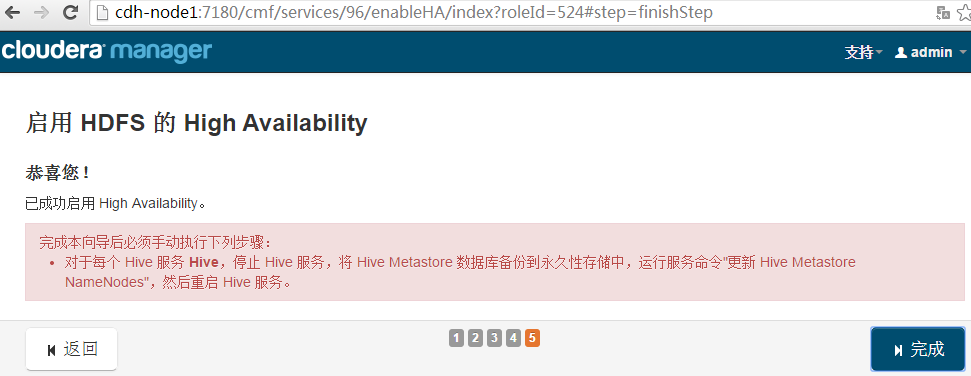 cdh-node1:7180/cmf/services/96/enableHA/index?roleId=524#step=finishStep
cloudera manager
支持
admin
启用 HDFS 的 High Availability
恭喜您！
已成功启用 High Availability。
完成本向导后必须手动执行下列步骤：
• 对于每个 Hive 服务 Hive，停止 Hive 服务，将 Hive Metastore 数据库备份到永久性存储中，运行服务命令"更新 Hive Metastore
NameNodes"，然后重启 Hive 服务。
返回
1 2 3 4 5
完成